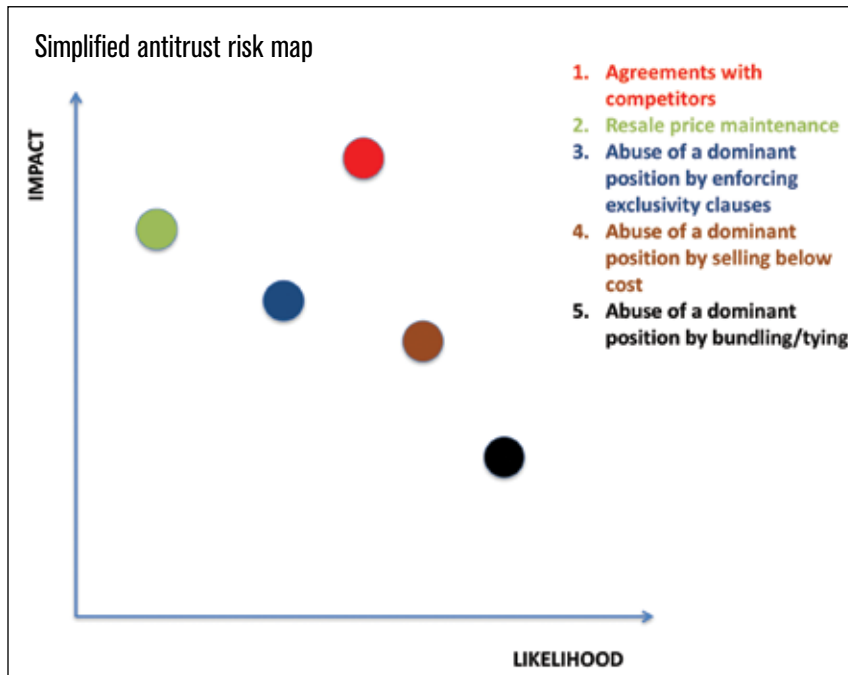 Simplified antitrust risk map
IMPACT
1. Agreements with
competitors
2. Resale price maintenance
3. Abuse of a dominant
position by enforcing
exclusivity clauses
4. Abuse of a dominant
position by selling below
cost
5. Abuse of a dominant
position by bundling/tying
LIKELIHOOD